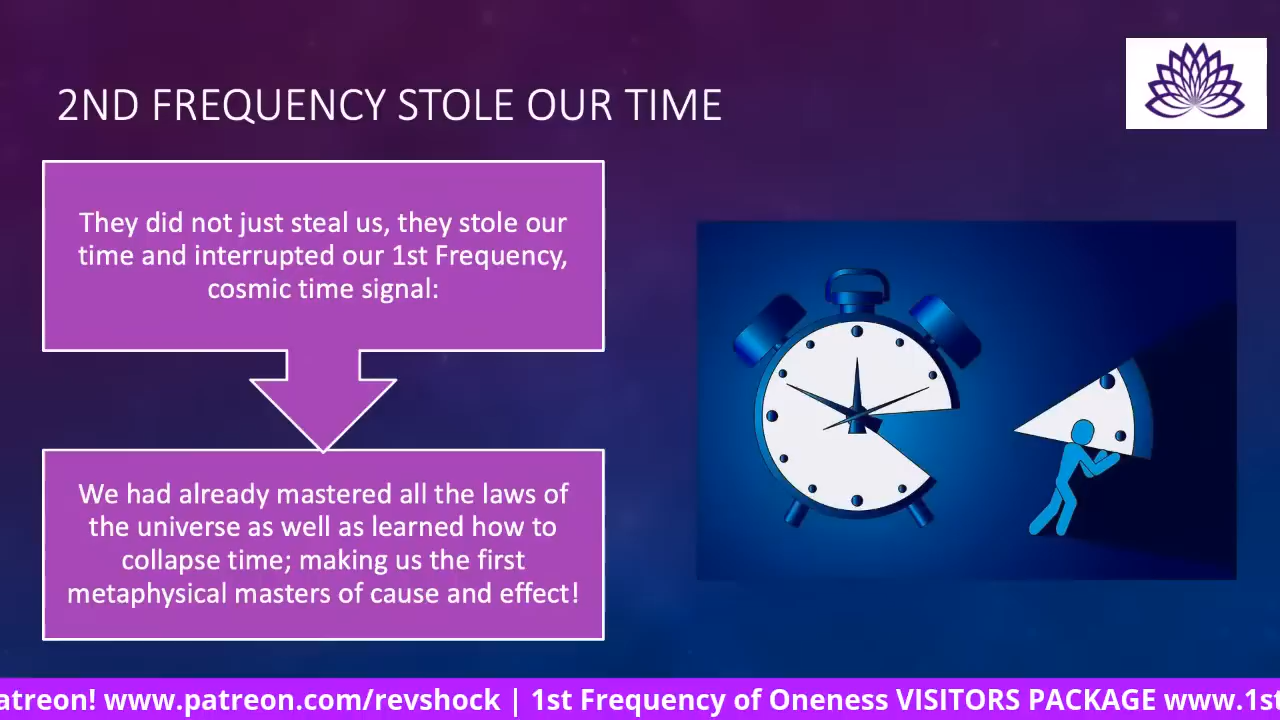 2ND FREQUENCY STOLE OUR TIME
They did not just steal us, they stole our
time and interrupted our 1st Frequency,
cosmic time signal:
We had already mastered all the laws of
the universe as well as learned how to
collapse time; making us the first
metaphysical masters of cause and effect!
atreon! www.patreon.com/revshock | 1st Frequency of Oneness VISITORS PACKAGE www.1st